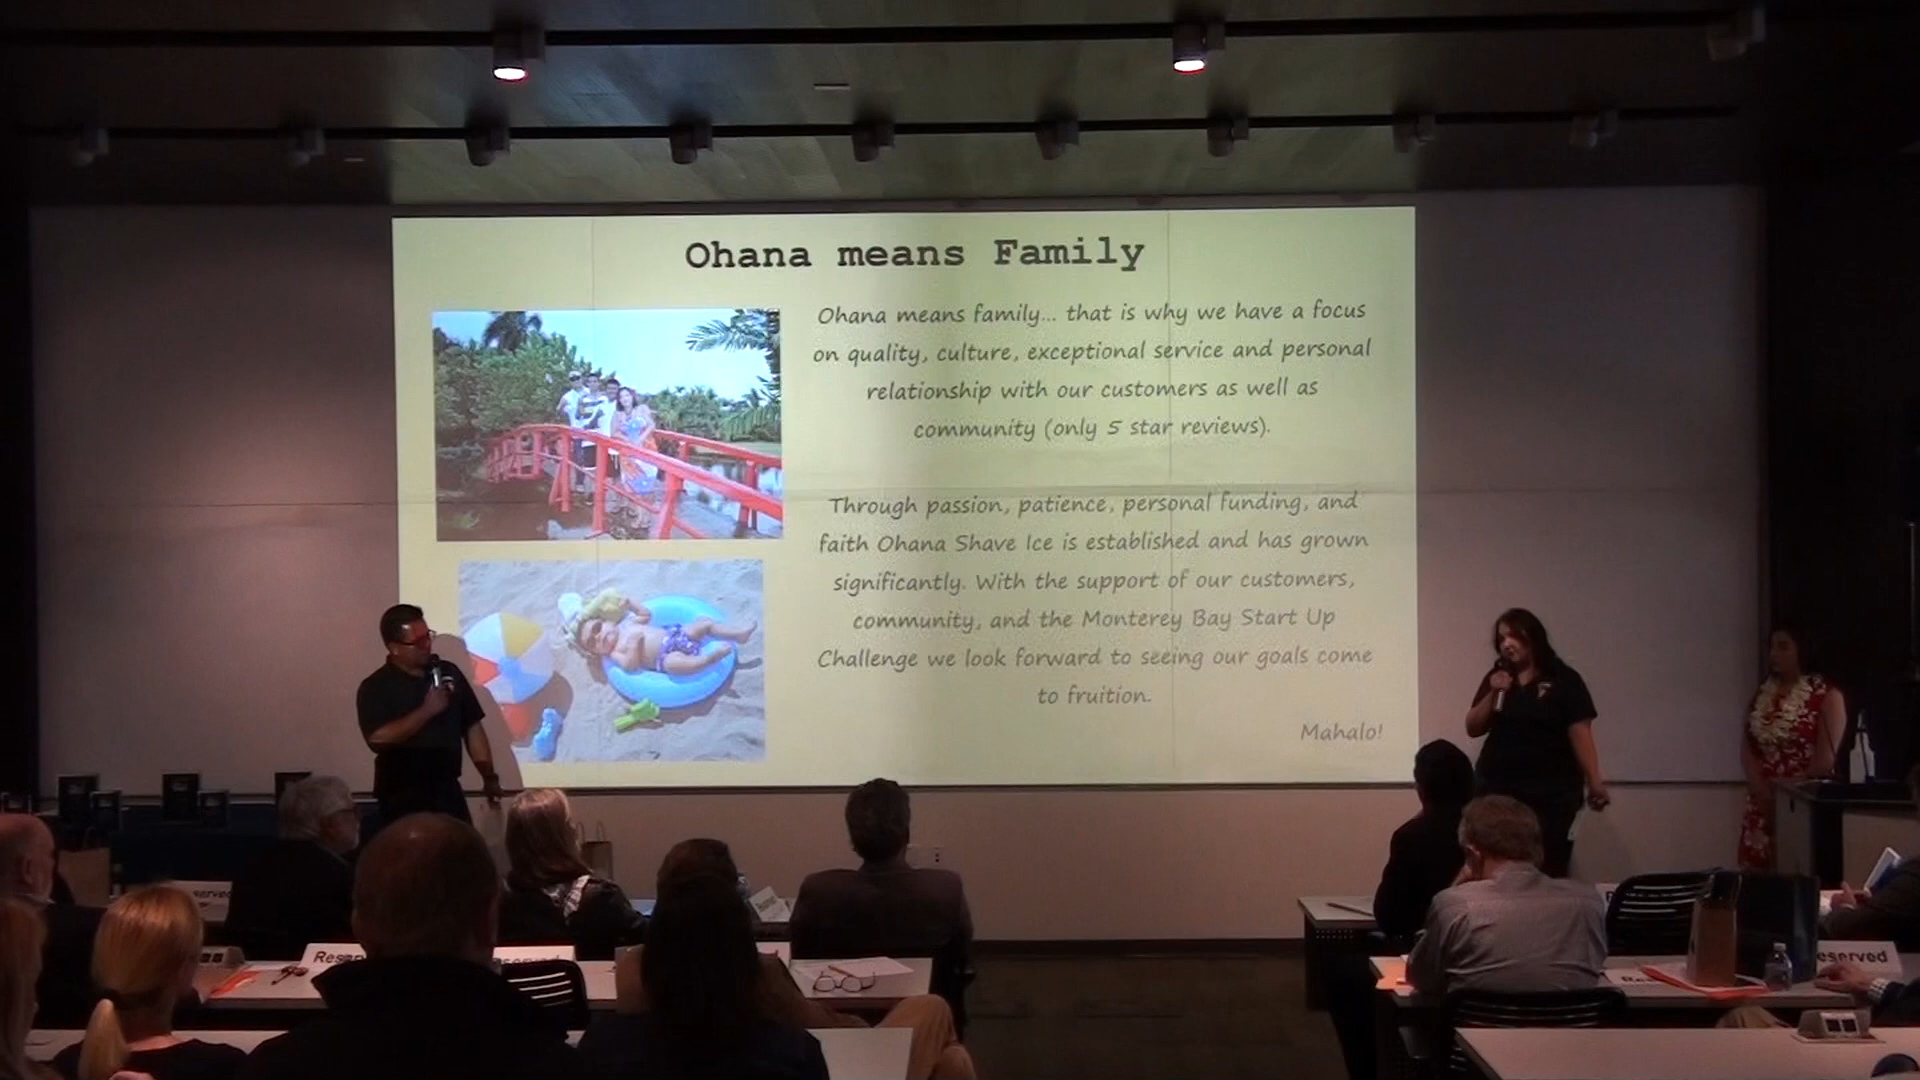 Ohana means Family
Ohana means family... that is why we have a focus
on quality, culture, exceptional service and personal
relationship with our customers as well as
community (only 5 star reviews).
Through passion, patience, personal funding, and
faith Ohana Shave Ice is established and has grown
significantly. With the support of our customers,
community, and the Monterey Bay Start Up
Challenge we look forward to seeing our goals come
to fruition.
Mahalo!